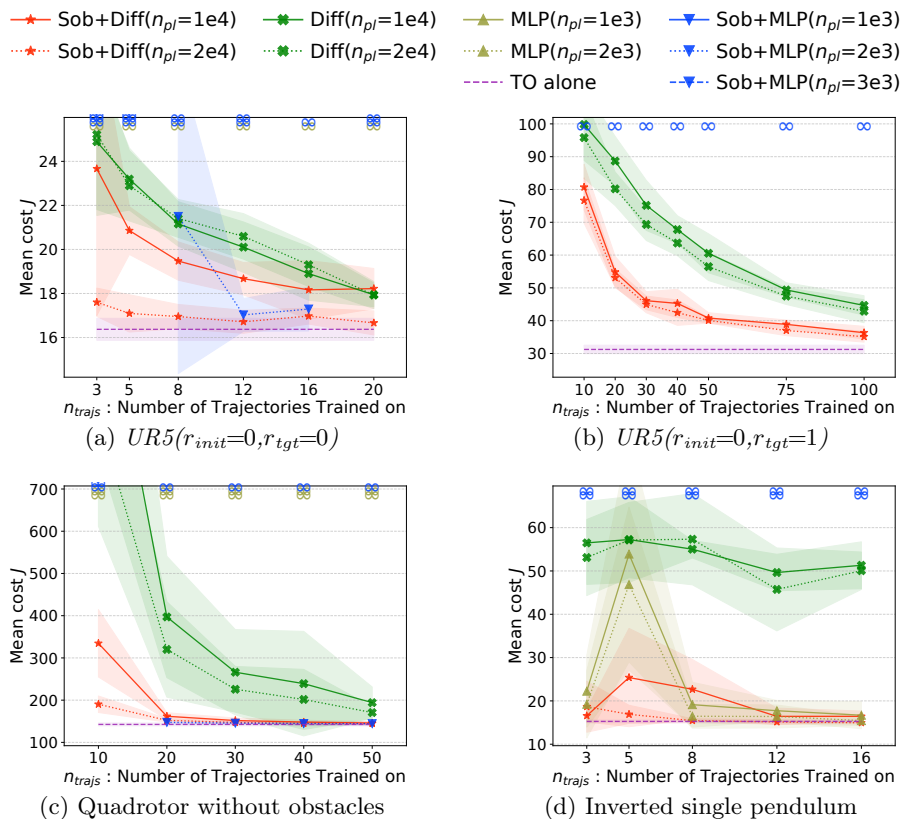 Sob+Diff(n_pl=1e4) Diff(n_pl=1e4) MLP(n_pl=1e3) Sob+MLP(n_pl=1e3)
Sob+Diff(n_pl=2e4) Diff(n_pl=2e4) MLP(n_pl=2e3) Sob+MLP(n_pl=2e3)
TO alone Sob+MLP(n_pl=3e3)
∞ ∞ ∞ ∞ ∞ ∞
24
22
20
18
16
Mean cost J
3 5 8 12 16 20
n_trajs : Number of Trajectories Trained on
(a) UR5(r_init=0,r_tgt=0)
∞ ∞ ∞ ∞ ∞ ∞ ∞
100
90
80
70
60
50
40
30
Mean cost J
10 20 30 40 50 75 100
n_trajs : Number of Trajectories Trained on
(b) UR5(r_init=0,r_tgt=1)
∞ ∞ ∞ ∞ ∞
700
600
500
400
300
200
100
Mean cost J
10 20 30 40 50
n_trajs : Number of Trajectories Trained on
(c) Quadrotor without obstacles
∞ ∞ ∞ ∞ ∞
60
50
40
30
20
10
Mean cost J
3 5 8 12 16
n_trajs : Number of Trajectories Trained on
(d) Inverted single pendulum